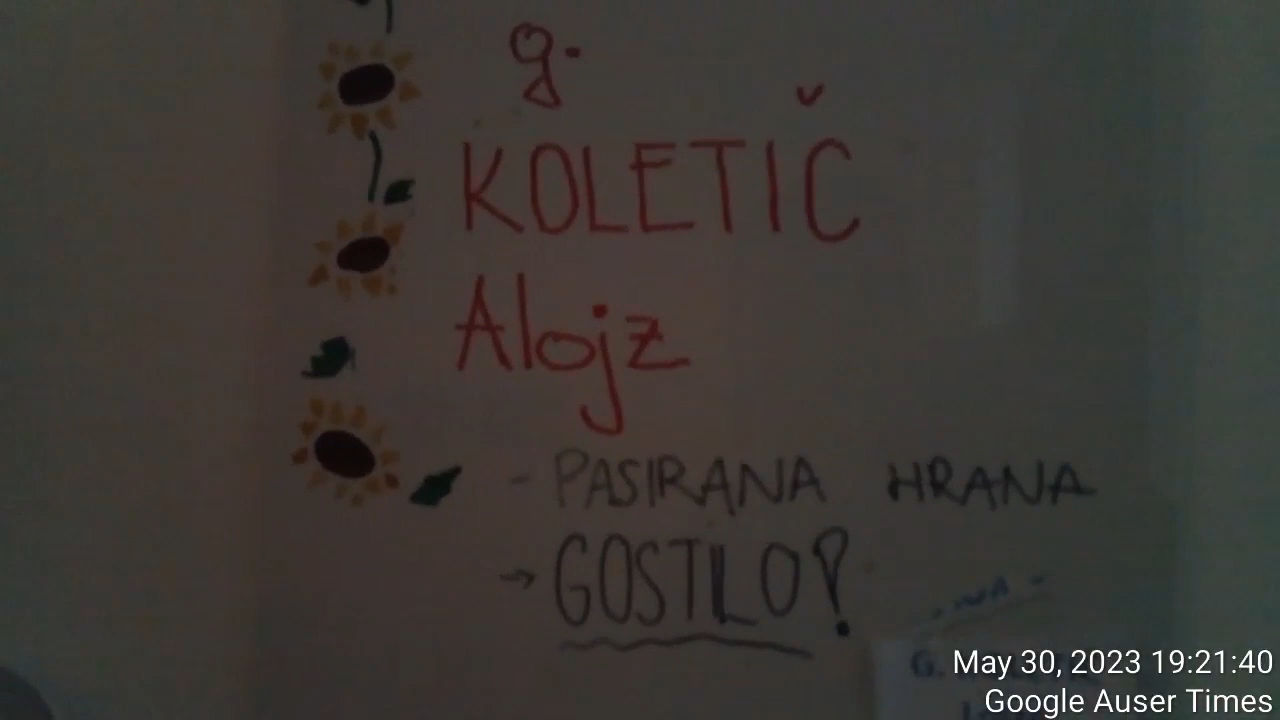 g.
KOLETIČ
Alojz
- PASIRANA HRANA
→ GOSTILO!
G.
May 30, 2023 19:21:40
Google Auser Times